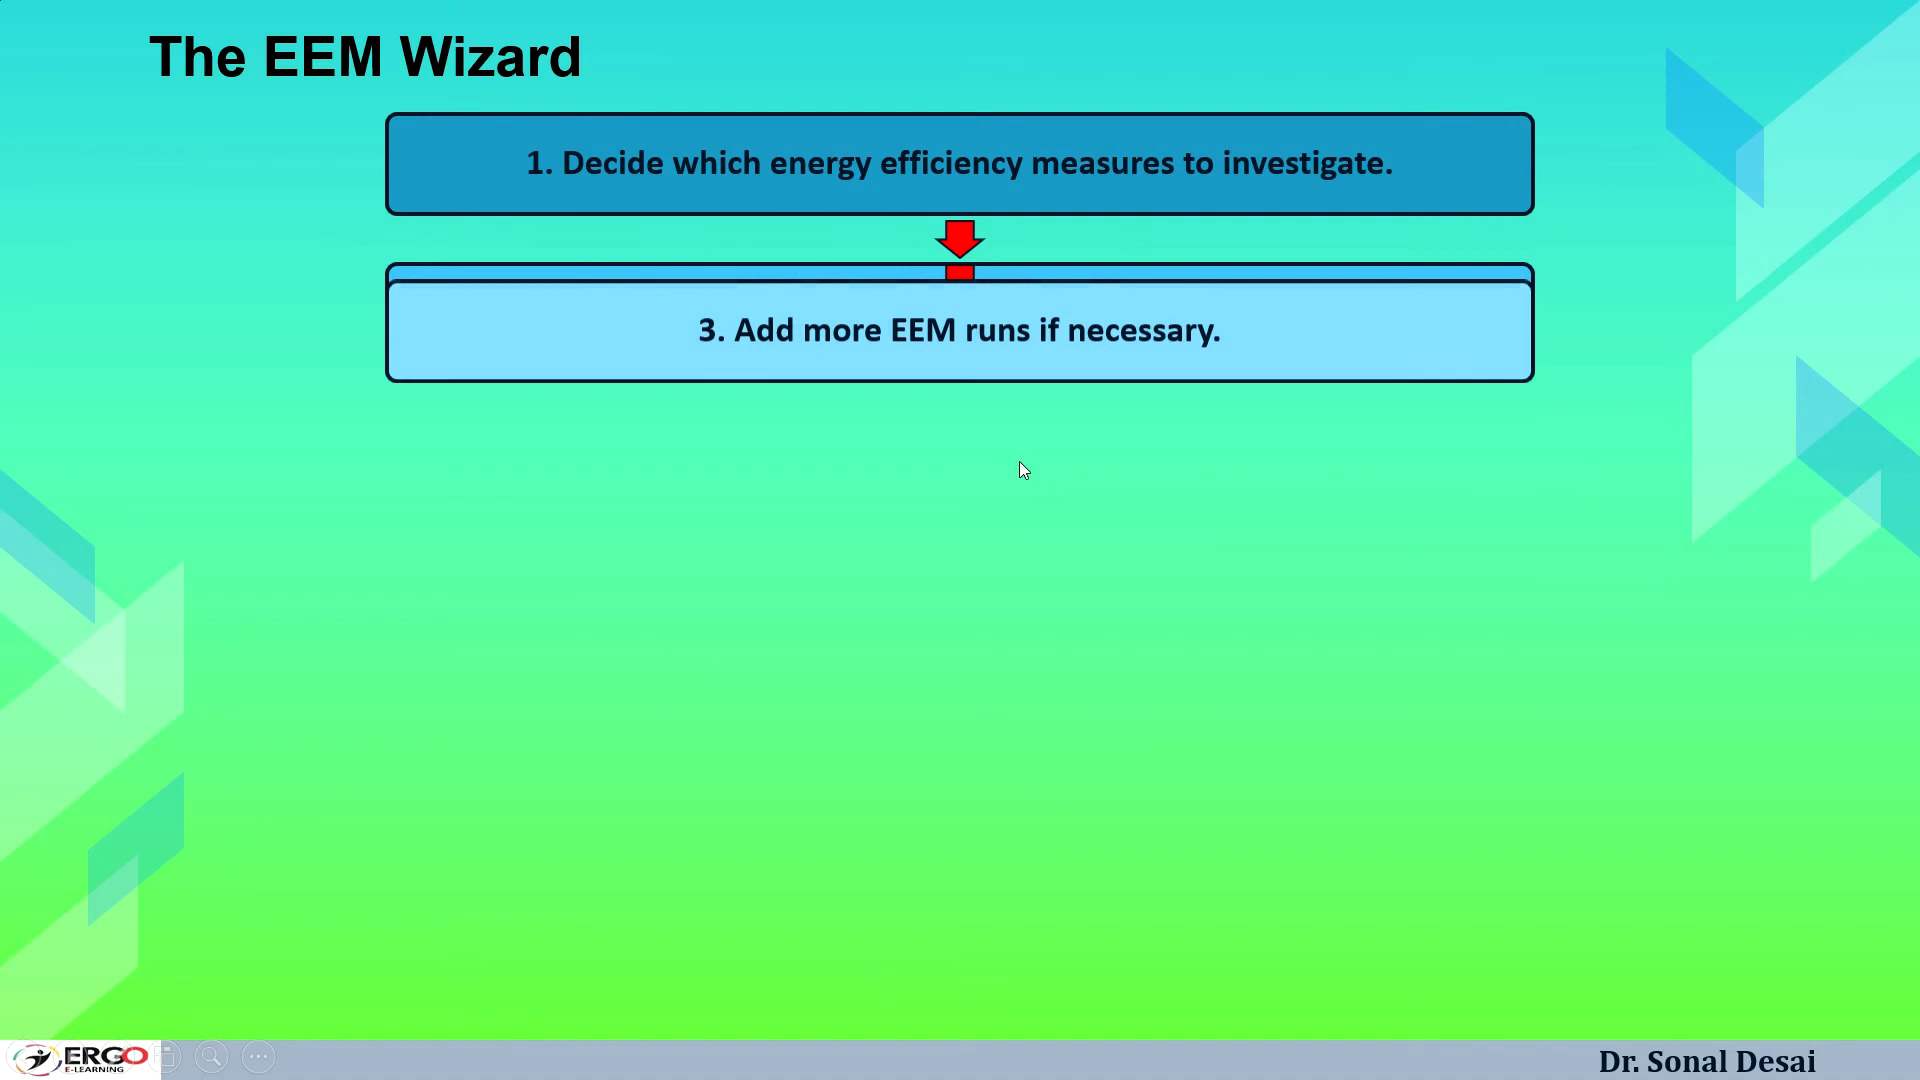 The EEM Wizard
1. Decide which energy efficiency measures to investigate.
3. Add more EEM runs if necessary.
ERGO
E-LEARNING
Dr. Sonal Desai